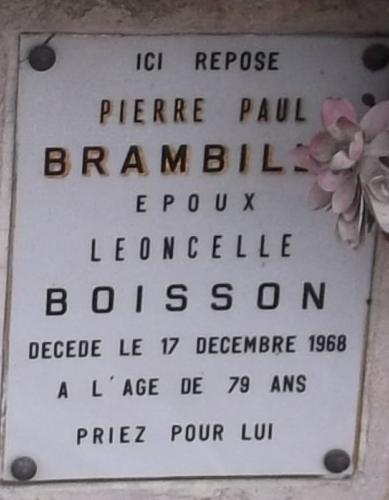 ICI REPOSE
PIERRE PAUL
EPOUX
LEONCELLE
BOISSON
DECEDE LE 17 DECEMBRE 1968
A L'AGE DE 79 ANS
PRIEZ POUR LUI